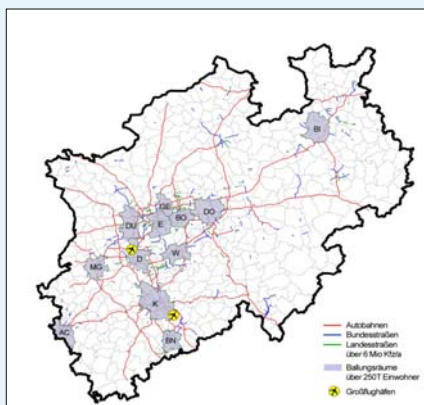 BI
GE
DO
BO
E
DU
D
W
MG
K
AC
BN
Autobahnen
Bundesstraßen
Landesstraßen
über 6 Mio Kfz/a
Ballungsräume
über 250T Einwohner
Großflughäfen